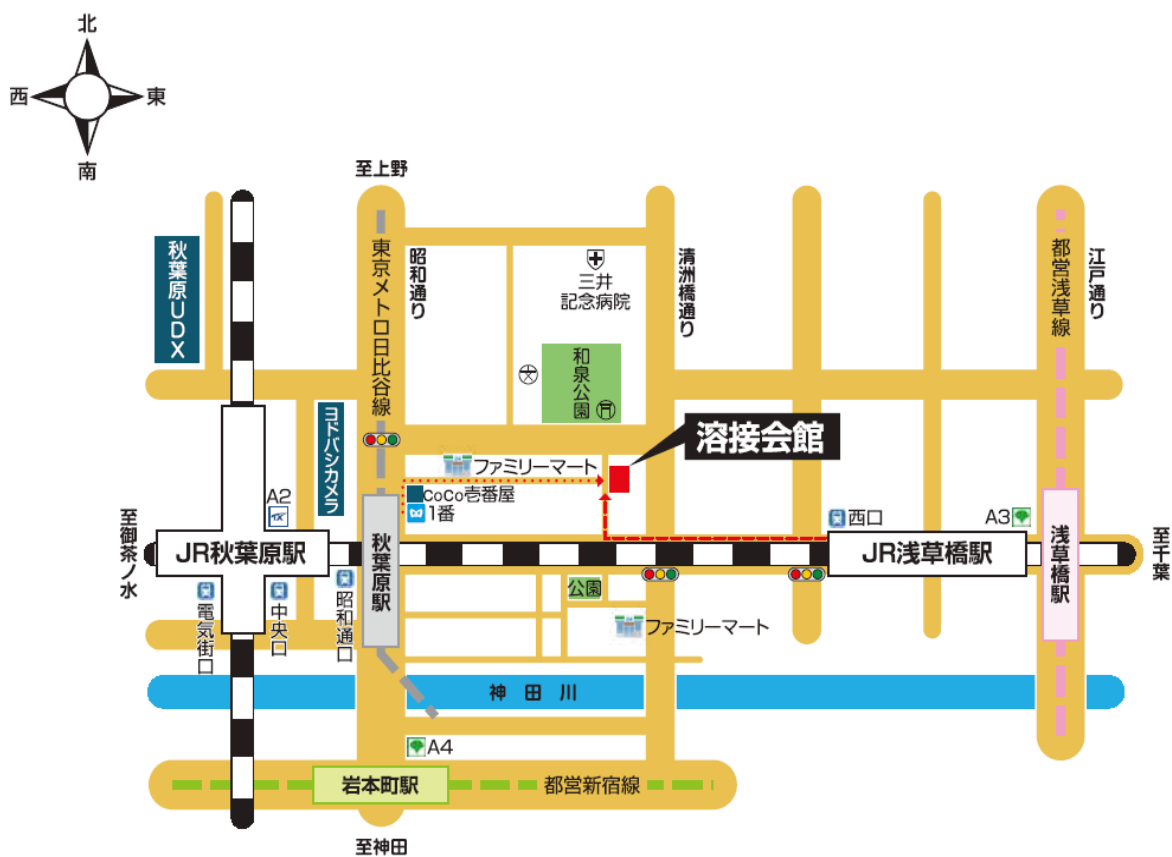 北
西
東
南
至上野
秋葉原UDX
東京メトロ日比谷線
昭和通り
三井
記念病院
清洲橋通り
都営浅草線
江戸通り
和泉公園
ヨドバシカメラ
溶接会館
ファミリーマート
CoCo壱番屋
1番
A2
TX
至御茶ノ水
JR秋葉原駅
秋葉原駅
西口
A3
JR浅草橋駅
浅草橋駅
至千葉
電気街口
中央口
昭和通口
公園
ファミリーマート
神田川
A4
岩本町駅
都営新宿線
至神田